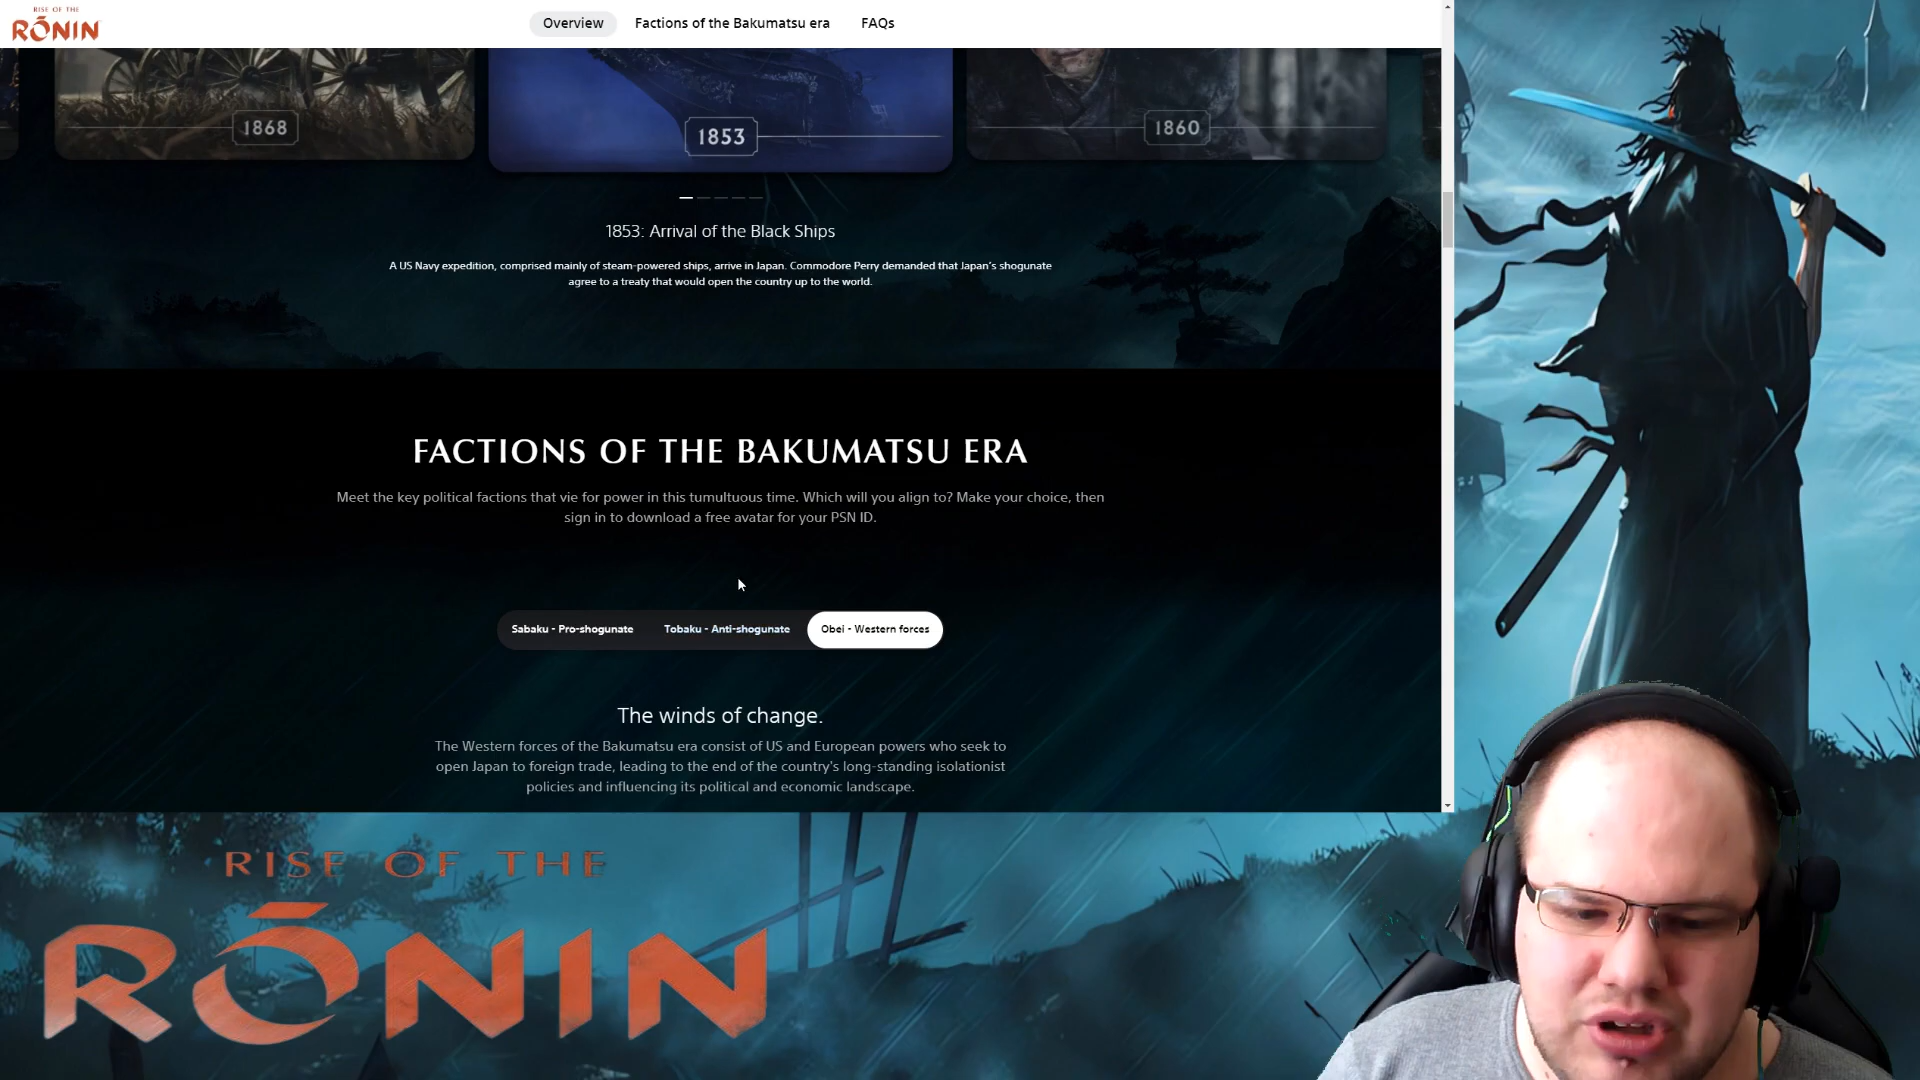 RISE OF THE
RŌNIN
Overview
Factions of the Bakumatsu era
FAQs
1868
1853
1860
1853: Arrival of the Black Ships
A US Navy expedition, comprised mainly of steam-powered ships, arrive in Japan. Commodore Perry demanded that Japan's shogunate
agree to a treaty that would open the country up to the world.
FACTIONS OF THE BAKUMATSU ERA
Meet the key political factions that vie for power in this tumultuous time. Which will you align to? Make your choice, then
sign in to download a free avatar for your PSN ID.
Sabaku - Pro-shogunate
Tobaku - Anti-shogunate
Obei - Western forces
The winds of change.
The Western forces of the Bakumatsu era consist of US and European powers who seek to
open Japan to foreign trade, leading to the end of the country's long-standing isolationist
policies and influencing its political and economic landscape.
RISE OF THE
RŌNIN